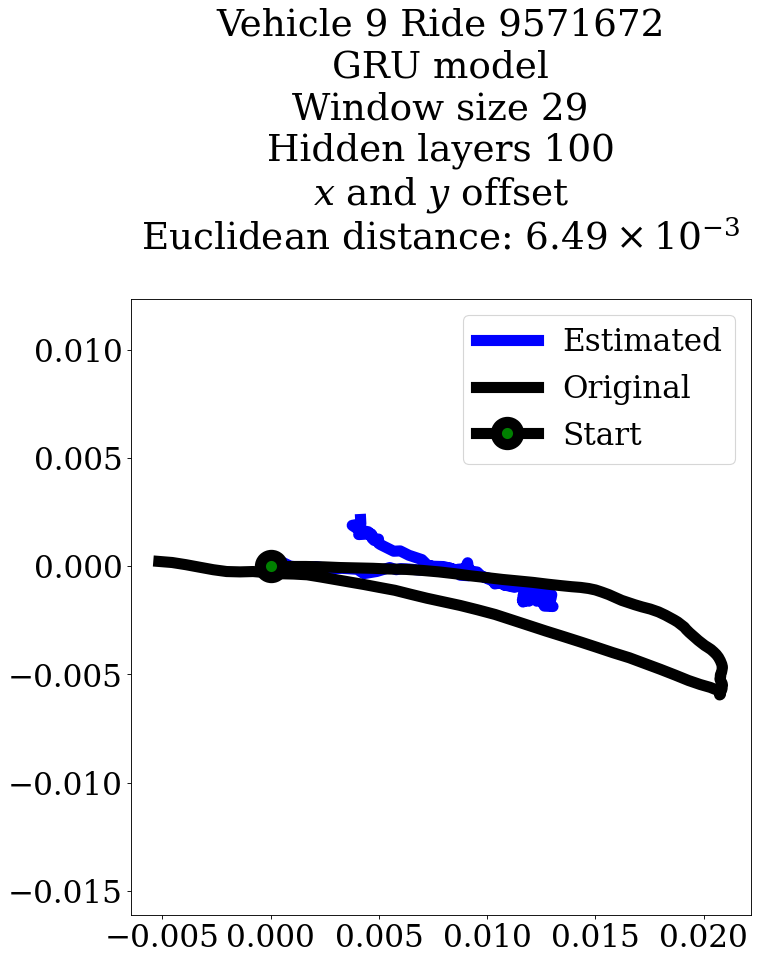 Vehicle 9 Ride 9571672
GRU model
Window size 29
Hidden layers 100
x and y offset
Euclidean distance: 6.49 × 10⁻³
Estimated
Original
Start
0.010
0.005
0.000
−0.005
−0.010
−0.015
−0.005 0.000 0.005 0.010 0.015 0.020